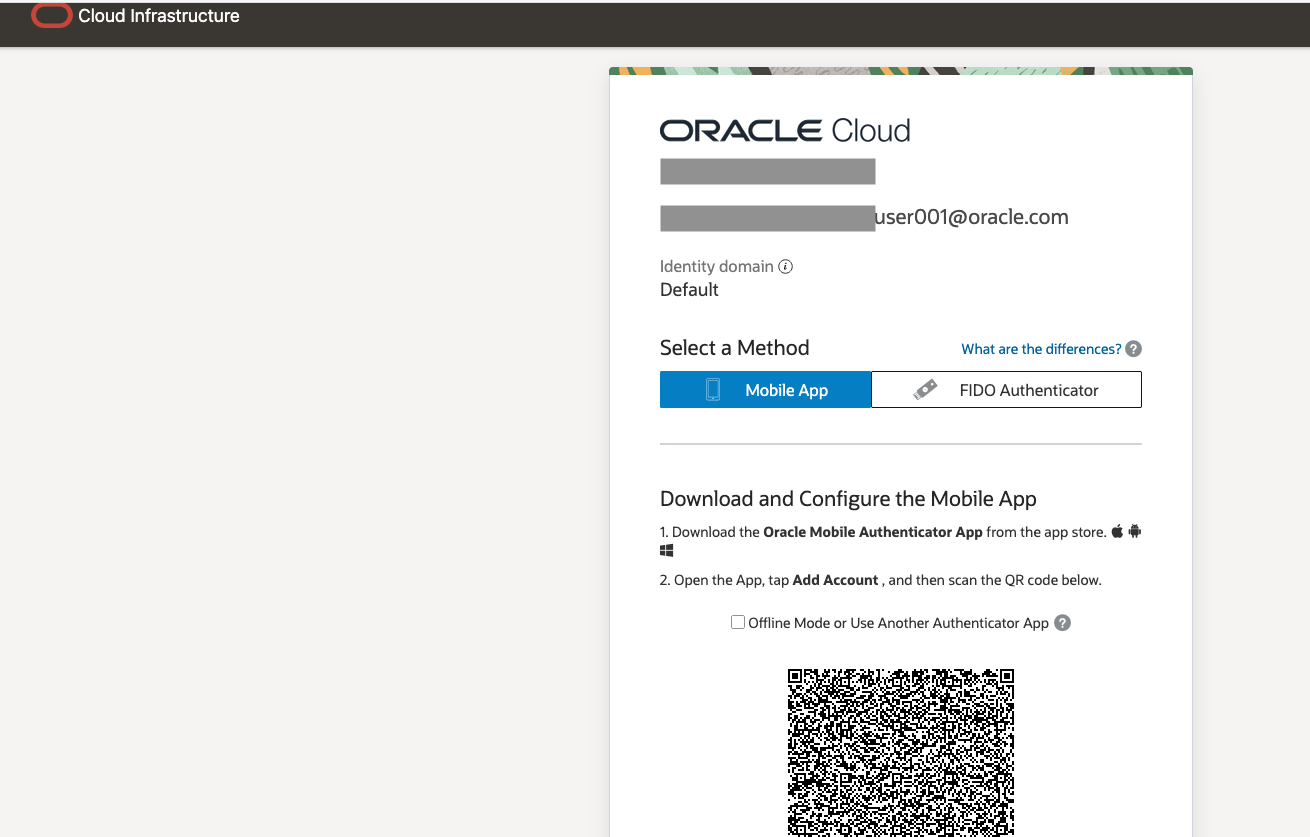 Cloud Infrastructure
ORACLE Cloud
user001@oracle.com
Identity domain
Default
Select a Method
What are the differences? ?
Mobile App
FIDO Authenticator
Download and Configure the Mobile App
1. Download the Oracle Mobile Authenticator App from the app store.
2. Open the App, tap Add Account , and then scan the QR code below.
Offline Mode or Use Another Authenticator App ?